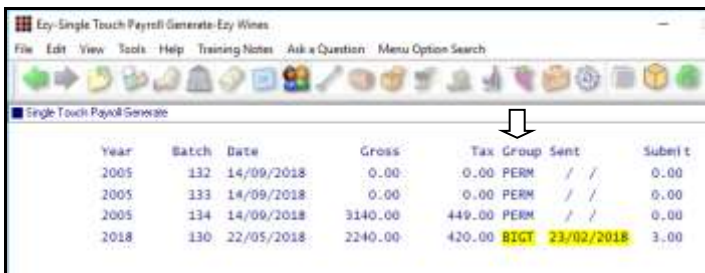 Ezy-Single Touch Payroll Generate-Ezy Wines
File Edit View Tools Help Training Notes Ask a Question Menu Option Search
Single Touch Payroll Generate
Year Batch Date Gross Tax Group Sent Submit
2005 132 14/09/2018 0.00 0.00 PERM / / 0.00
2005 133 14/09/2018 0.00 0.00 PERM / / 0.00
2005 134 14/09/2018 3140.00 449.00 PERM / / 0.00
2018 130 22/05/2018 2240.00 420.00 BIGT 23/02/2018 3.00